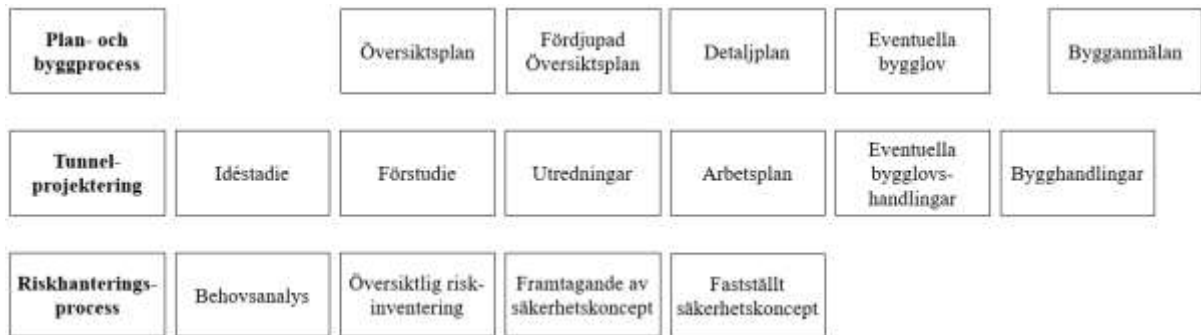 Plan- och
byggprocess
Översiktsplan
Fördjupad
Översiktsplan
Detaljplan
Eventuella
bygglov
Bygganmälan
Tunnel-
projektering
Idéstadie
Förstudie
Utredningar
Arbetsplan
Eventuella
bygglovs-
handlingar
Bygghandlingar
Riskhanterings-
process
Behovsanalys
Översiktlig risk-
inventering
Framtagande av
säkerhetskoncept
Fastställt
säkerhetskoncept